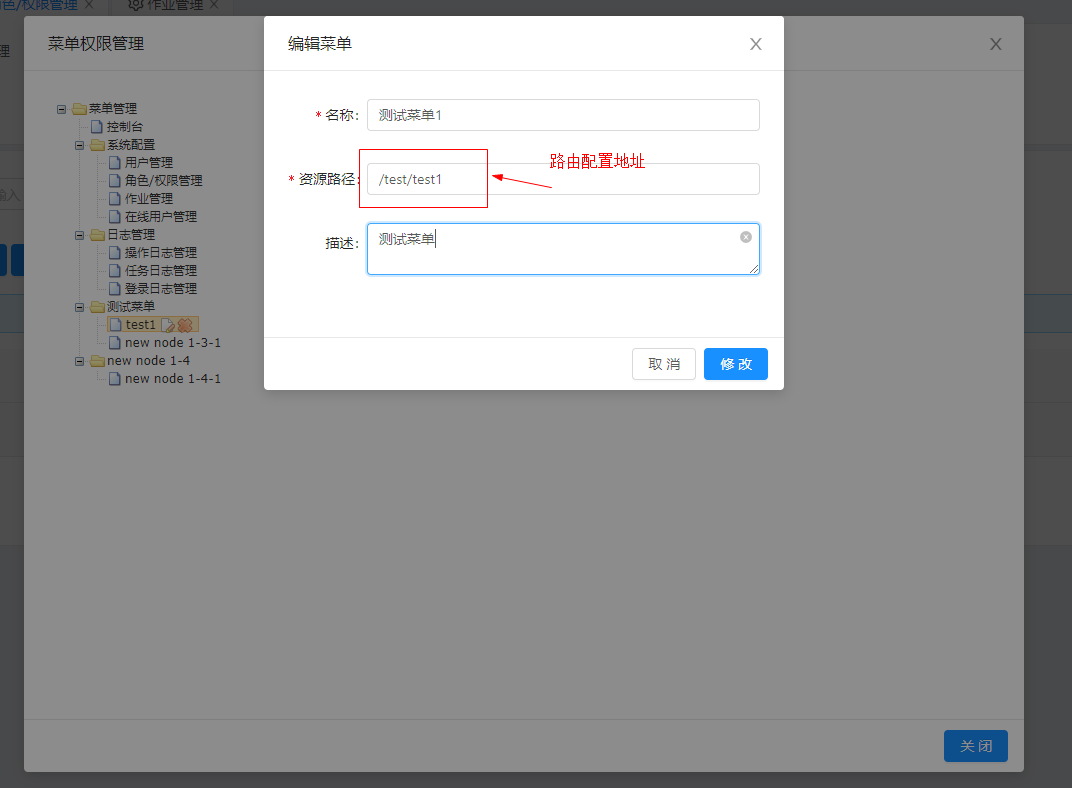 色/权限管理 作业管理
理
菜单权限管理
编辑菜单
菜单管理
控制台
系统配置
用户管理
角色/权限管理
作业管理
在线用户管理
日志管理
操作日志管理
任务日志管理
登录日志管理
测试菜单
test1
new node 1-3-1
new node 1-4
new node 1-4-1
输入
* 名称: 测试菜单1
路由配置地址
* 资源路径: /test/test1
描述: 测试菜单
取 消 修 改
关 闭